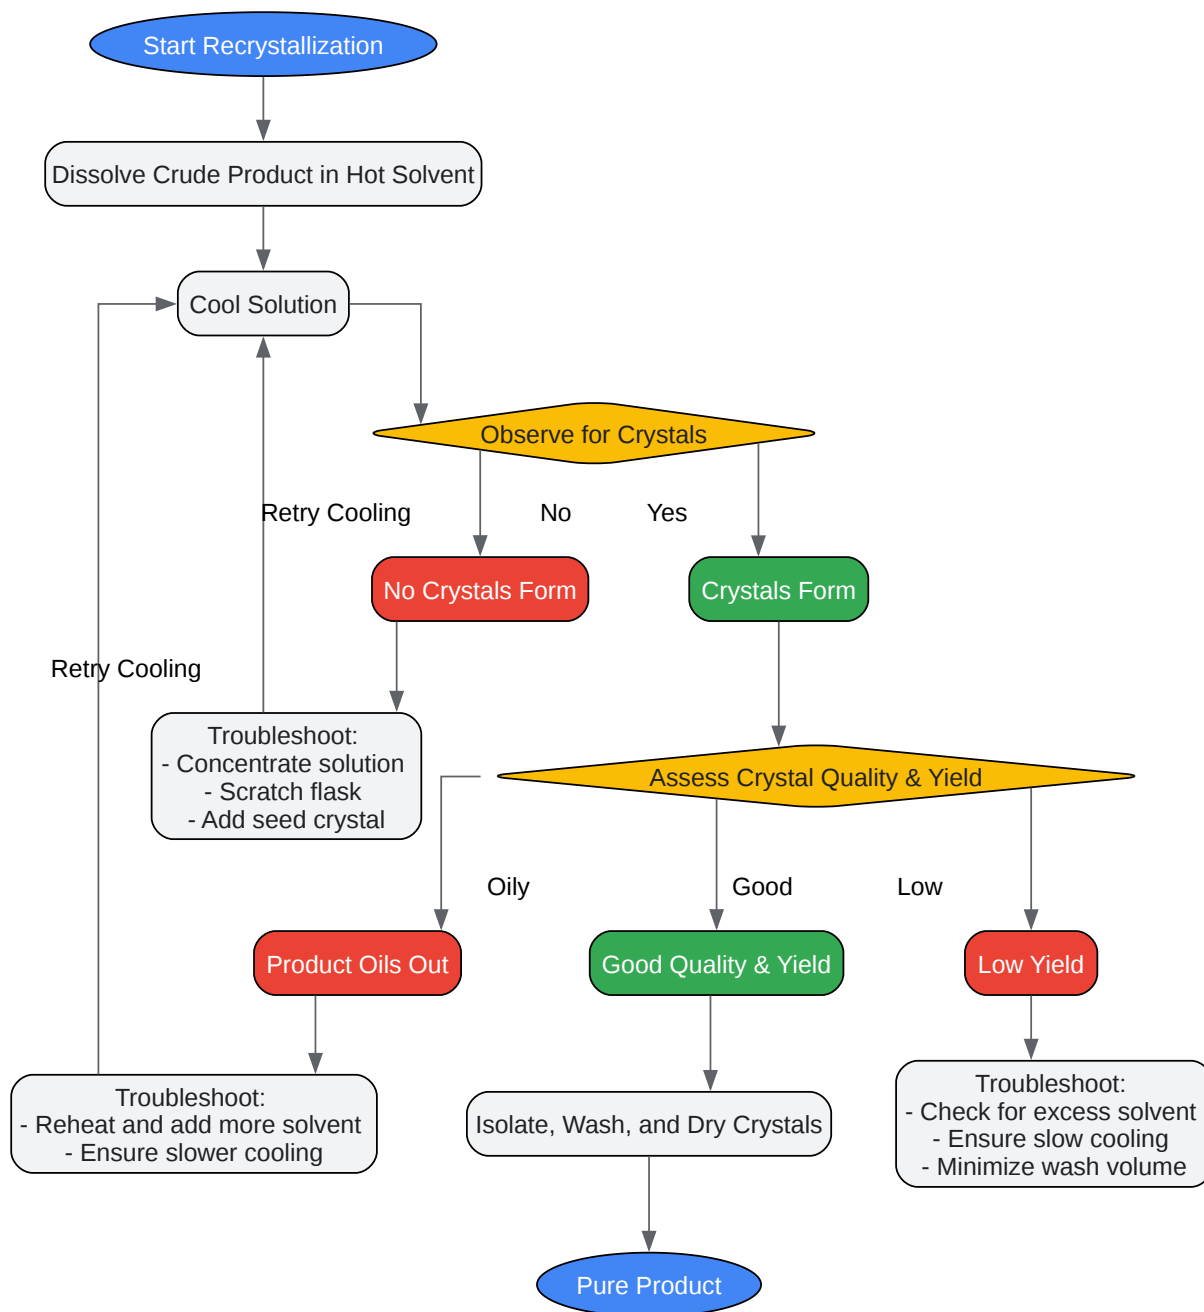 Start Recrystallization
Dissolve Crude Product in Hot Solvent
Cool Solution
Observe for Crystals
Retry Cooling
No
Yes
No Crystals Form
Crystals Form
Retry Cooling
Troubleshoot:
- Concentrate solution
- Scratch flask
- Add seed crystal
Assess Crystal Quality & Yield
Oily
Good
Low
Product Oils Out
Good Quality & Yield
Low Yield
Troubleshoot:
- Reheat and add more solvent
- Ensure slower cooling
Isolate, Wash, and Dry Crystals
Troubleshoot:
- Check for excess solvent
- Ensure slow cooling
- Minimize wash volume
Pure Product